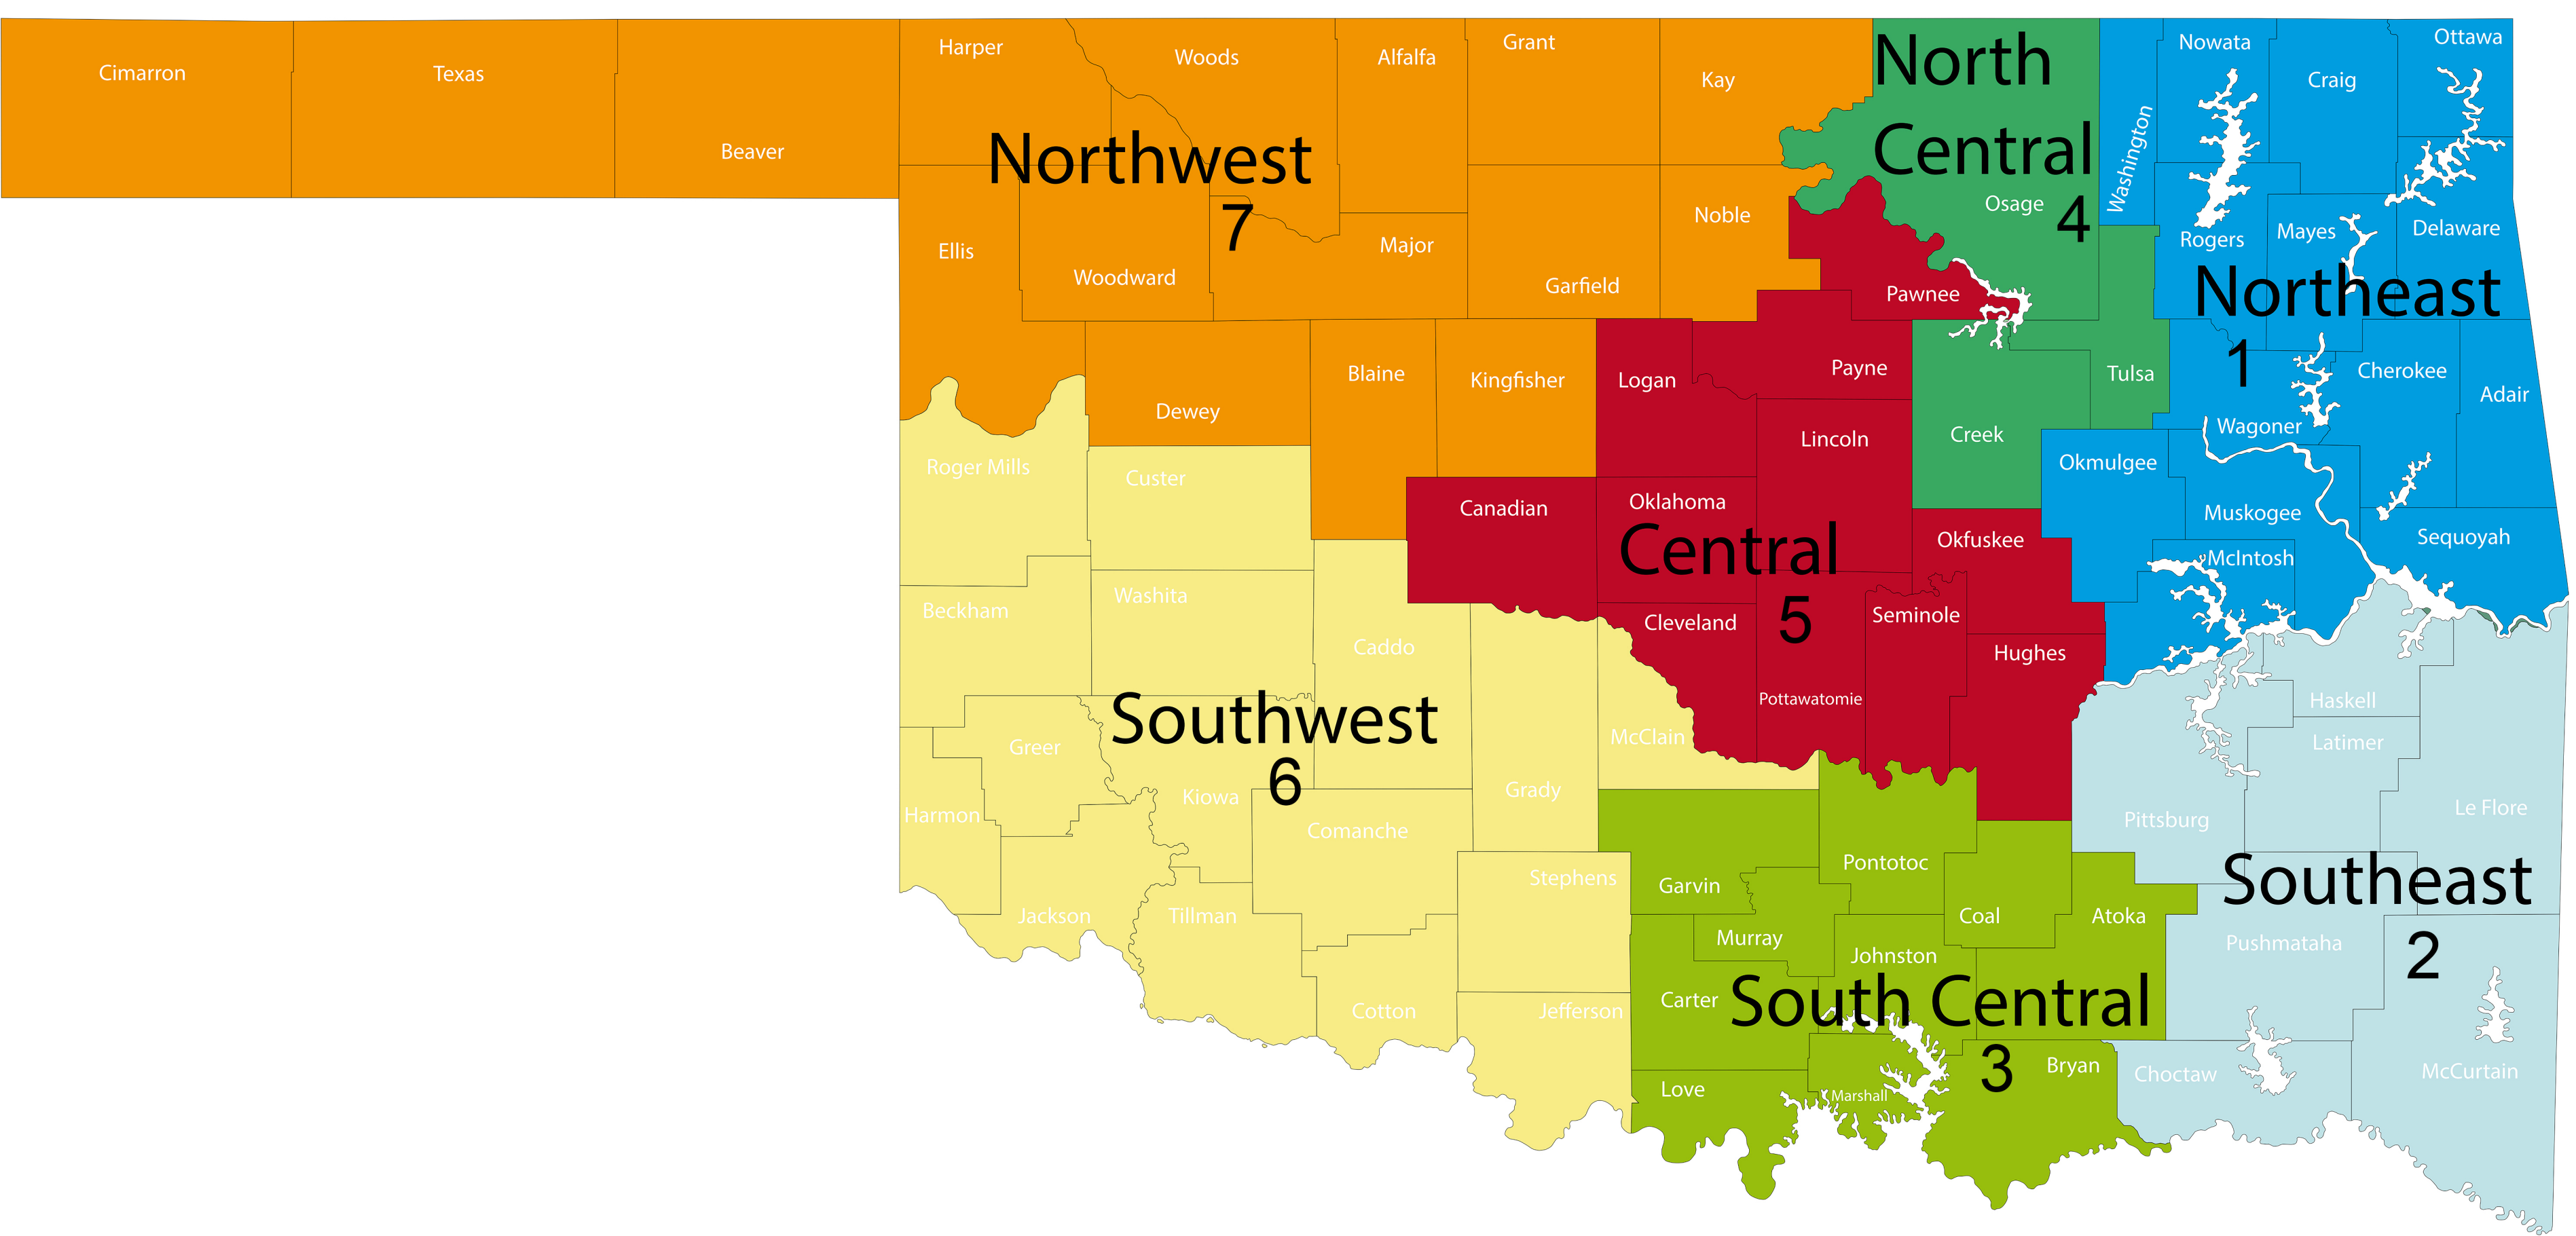 Cimarron
Texas
Beaver
Harper
Woods
Alfalfa
Grant
Kay
Ellis
Woodward
Major
Garfield
Noble
Northwest
7
Dewey
Blaine
Kingfisher
North
Central
4
Osage
Tulsa
Creek
Washington
Nowata
Craig
Ottawa
Rogers
Mayes
Delaware
Northeast
1
Wagoner
Cherokee
Adair
Okmulgee
Muskogee
McIntosh
Sequoyah
Pawnee
Payne
Logan
Lincoln
Canadian
Oklahoma
Okfuskee
Central
5
Cleveland
Seminole
Hughes
Pottawatomie
Roger Mills
Custer
Beckham
Washita
Caddo
Southwest
6
Greer
Kiowa
Harmon
Comanche
Grady
McClain
Jackson
Tillman
Stephens
Cotton
Jefferson
Garvin
Pontotoc
Murray
Coal
Atoka
Johnston
Carter
South Central
3
Love
Marshall
Bryan
Haskell
Latimer
Pittsburg
Le Flore
Southeast
2
Pushmataha
Choctaw
McCurtain